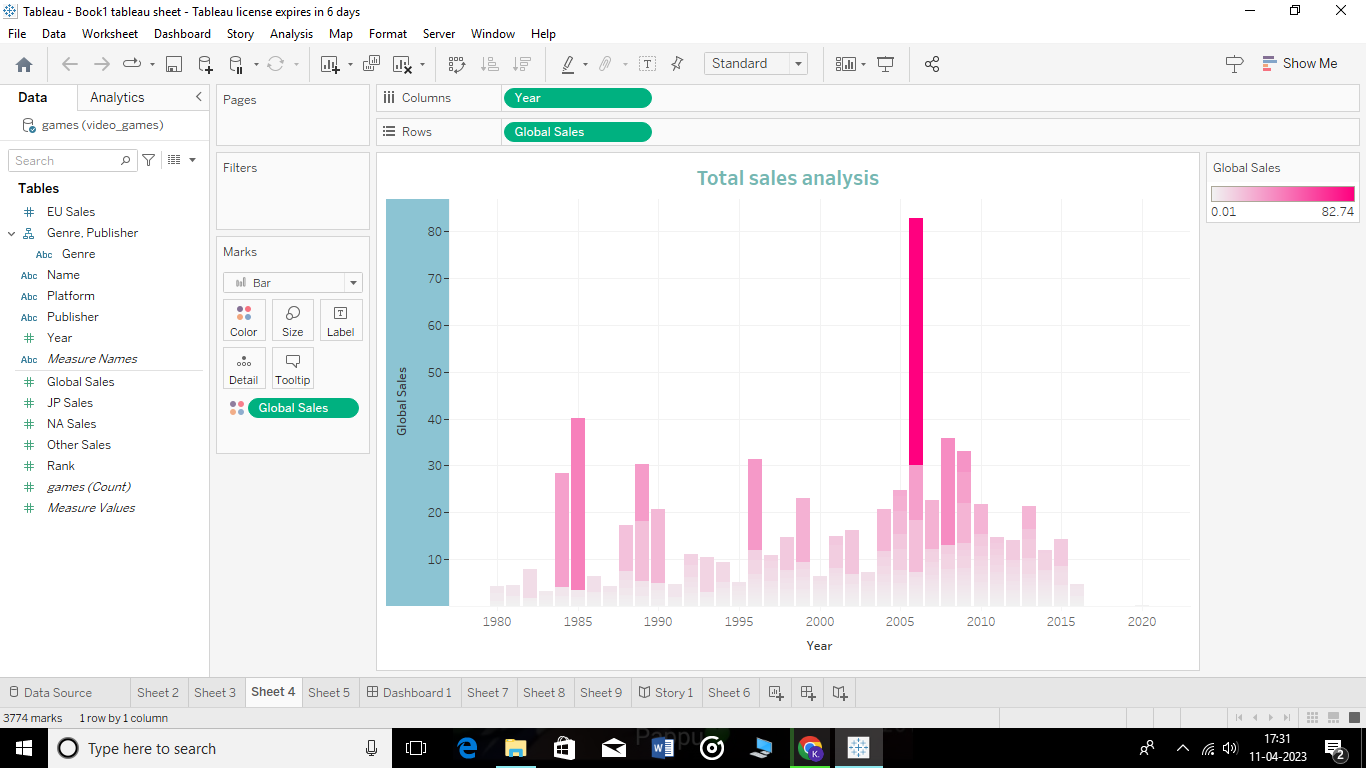 Tableau - Book1 tableau sheet - Tableau license expires in 6 days
File Data Worksheet Dashboard Story Analysis Map Format Server Window Help
Standard
Show Me
Data Analytics
games (video_games)
Search
Tables
# EU Sales
Genre, Publisher
Abc Genre
Abc Name
Abc Platform
Abc Publisher
# Year
Abc Measure Names
# Global Sales
# JP Sales
# NA Sales
# Other Sales
# Rank
# games (Count)
# Measure Values
Pages
Filters
Marks
Bar
Color Size Label
Detail Tooltip
Global Sales
Columns Year
Rows Global Sales
Total sales analysis
Global Sales
80
70
60
50
40
30
20
10
1980 1985 1990 1995 2000 2005 2010 2015 2020
Year
Global Sales
0.01 82.74
Data Source Sheet 2 Sheet 3 Sheet 4 Sheet 5 Dashboard 1 Sheet 7 Sheet 8 Sheet 9 Story 1 Sheet 6
3774 marks 1 row by 1 column
Type here to search
K.
17:31
11-04-2023
2